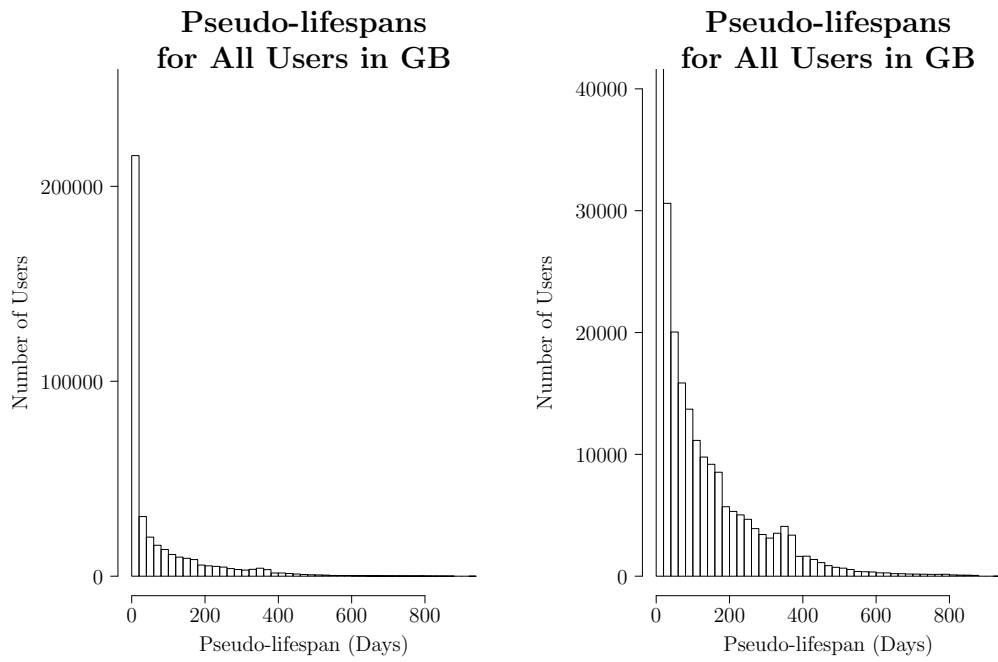 Pseudo-lifespans
for All Users in GB
200000
100000
0
Number of Users
0 200 400 600 800
Pseudo-lifespan (Days)
Pseudo-lifespans
for All Users in GB
40000
30000
20000
10000
0
Number of Users
0 200 400 600 800
Pseudo-lifespan (Days)